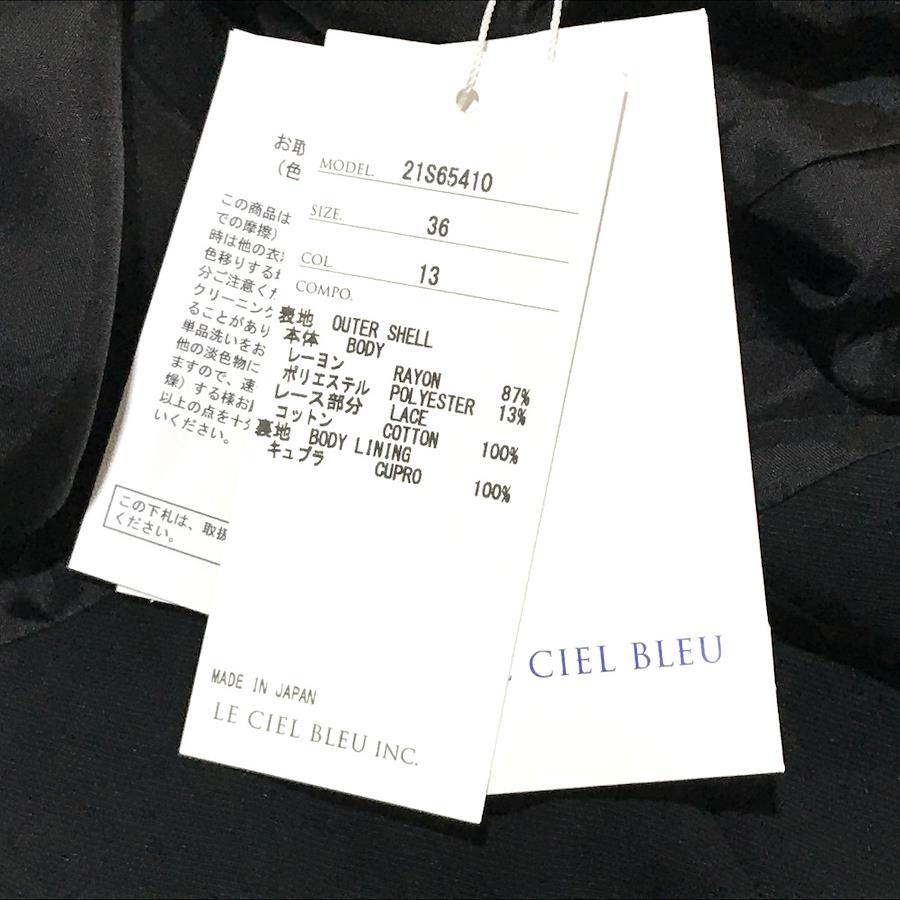 お取
（色
この商品は
での摩擦）
時は他の衣
色移りする
分ご注意くだ
クリーニング
ることがあり
単品洗いをお
他の淡色物に
ますので、速
燥）する様お
以上の点を十分
いください。
この下札は、取扱
ください。
MODEL. 21S65410
SIZE. 36
COL. 13
COMPO.
表地 OUTER SHELL
本体 BODY
レーヨン RAYON 87%
ポリエステル POLYESTER 13%
レース部分 LACE
コットン COTTON 100%
裏地 BODY LINING
キュプラ CUPRO 100%
MADE IN JAPAN
LE CIEL BLEU INC.
CIEL BLEU